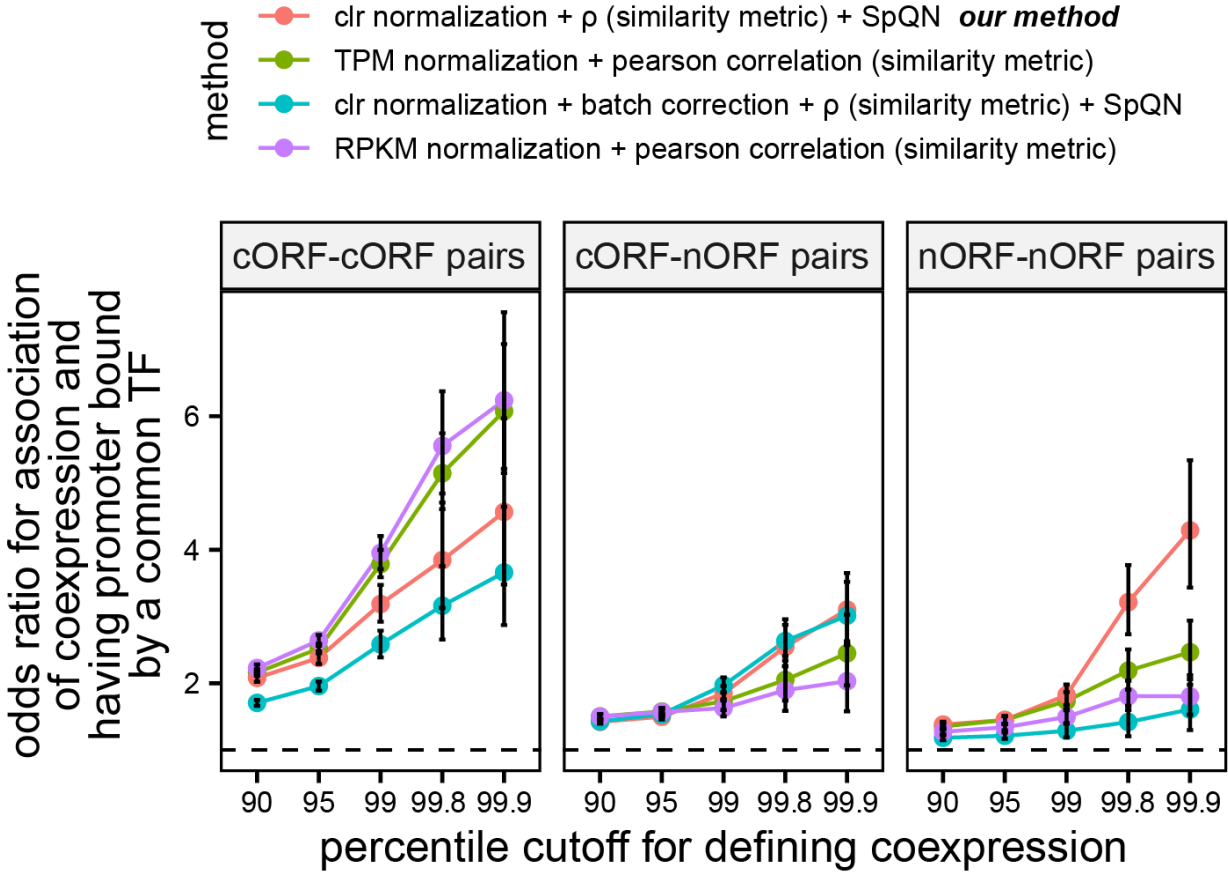 method
clr normalization + ρ (similarity metric) + SpQN our method
TPM normalization + pearson correlation (similarity metric)
clr normalization + batch correction + ρ (similarity metric) + SpQN
RPKM normalization + pearson correlation (similarity metric)
cORF-cORF pairs
cORF-nORF pairs
nORF-nORF pairs
odds ratio for association
of coexpression and
having promoter bound
by a common TF
6
4
2
90 95 99 99.8 99.9
90 95 99 99.8 99.9
90 95 99 99.8 99.9
percentile cutoff for defining coexpression